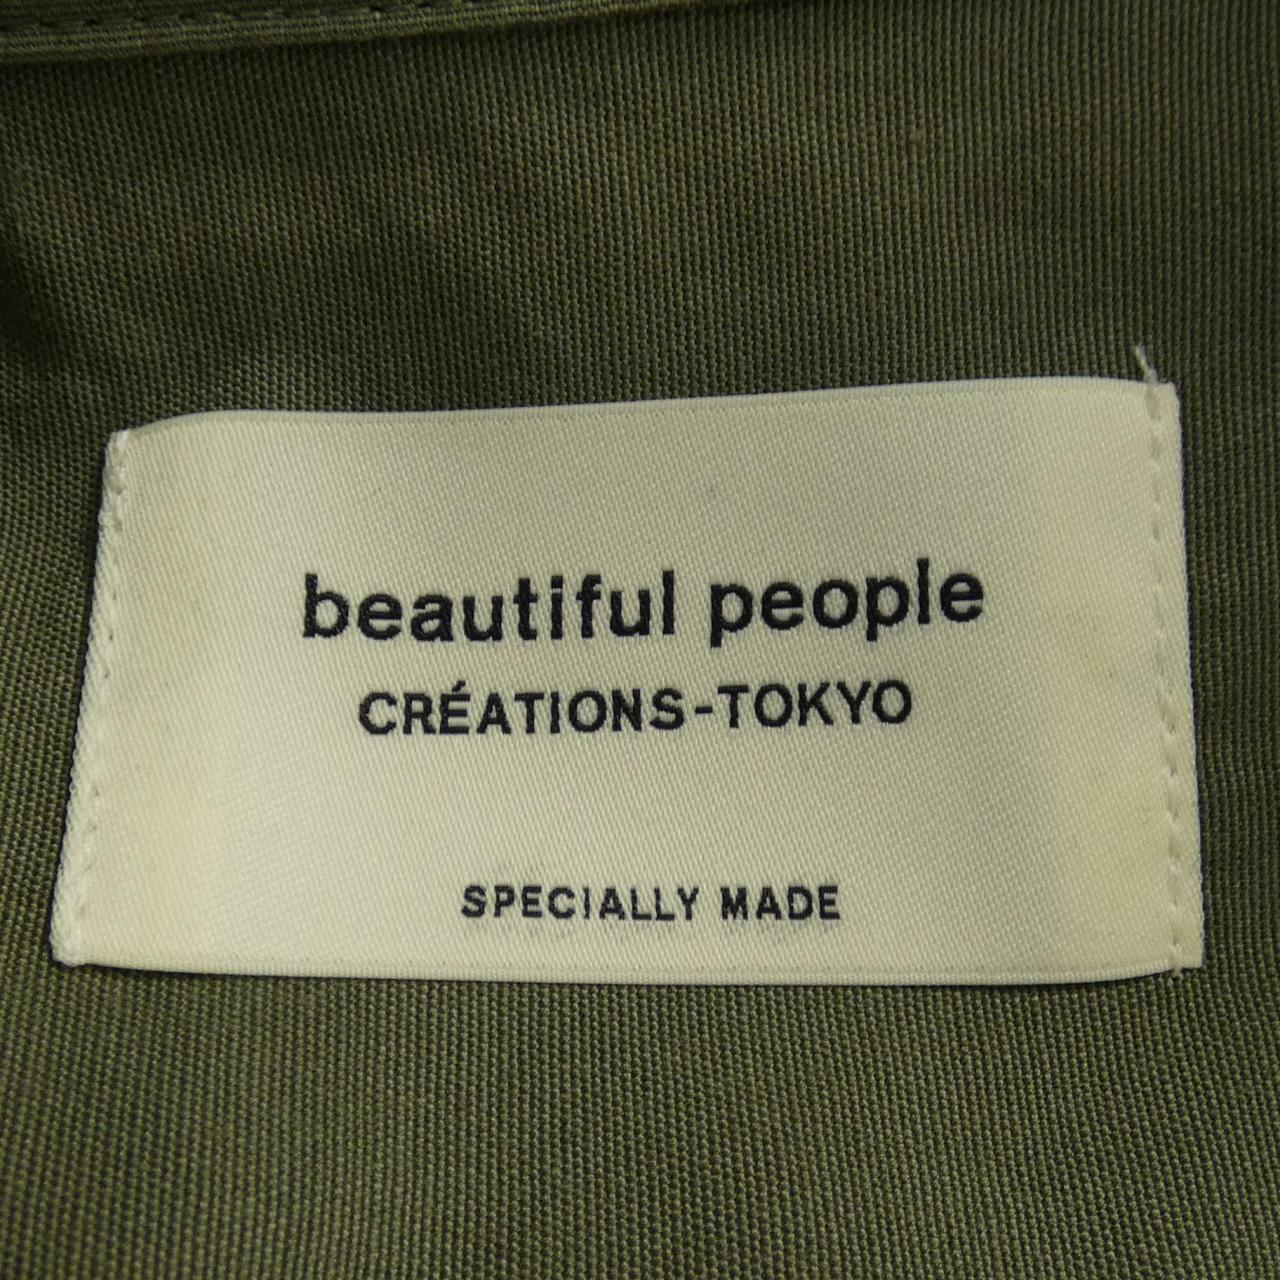 beautiful people
CRÉATIONS-TOKYO
SPECIALLY MADE